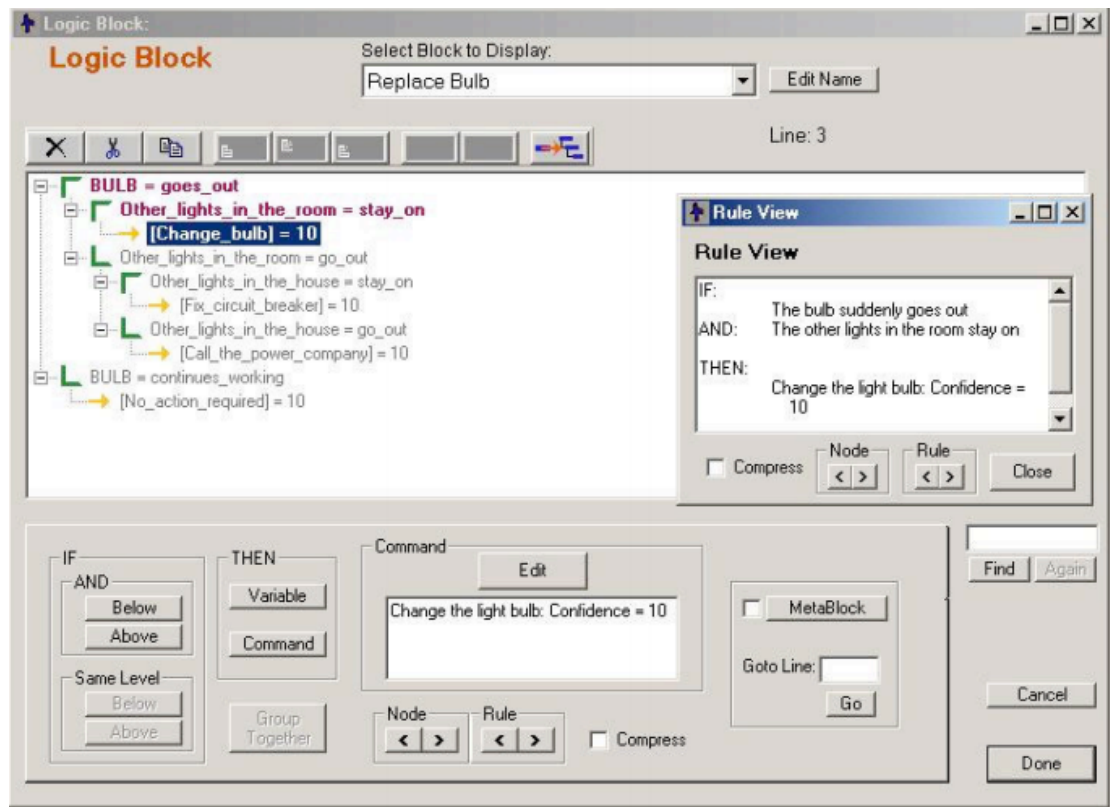 Logic Block:
Logic Block
Select Block to Display:
Replace Bulb
Edit Name
Line: 3
BULB = goes_out
Other_lights_in_the_room = stay_on
[Change_bulb] = 10
Other_lights_in_the_room = go_out
Other_lights_in_the_house = stay_on
[Fix_circuit_breaker] = 10
Other_lights_in_the_house = go_out
[Call_the_power_company] = 10
BULB = continues_working
[No_action_required] = 10
Rule View
Rule View
IF:
The bulb suddenly goes out
AND: The other lights in the room stay on
THEN:
Change the light bulb: Confidence =
10
Compress
Node
< >
Rule
< >
Close
IF
AND
Below
Above
Same Level
Below
Above
THEN
Variable
Command
Group
Together
Command
Edit
Change the light bulb: Confidence = 10
Node
< >
Rule
< >
Compress
MetaBlock
Goto Line:
Go
Find Again
Cancel
Done